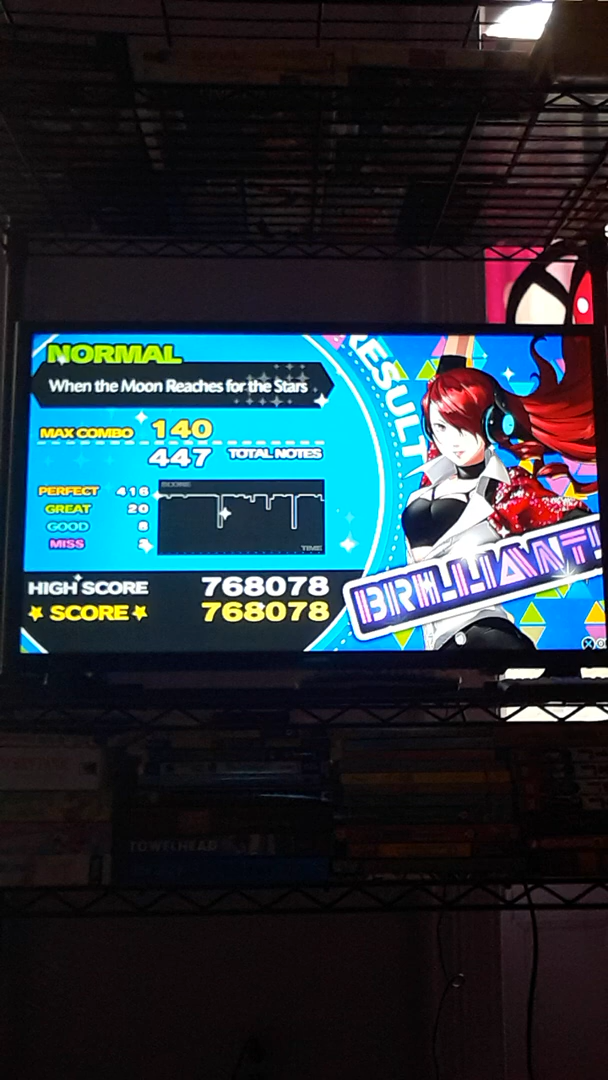 NORMAL
When the Moon Reaches for the Stars
RESULT
MAX COMBO 140
447 TOTAL NOTES
SCORE
PERFECT 416
GREAT 20
GOOD 8
MISS
TIME
BRILLIANT!
HIGH SCORE 768078
SCORE 768078
TOWELHEAD